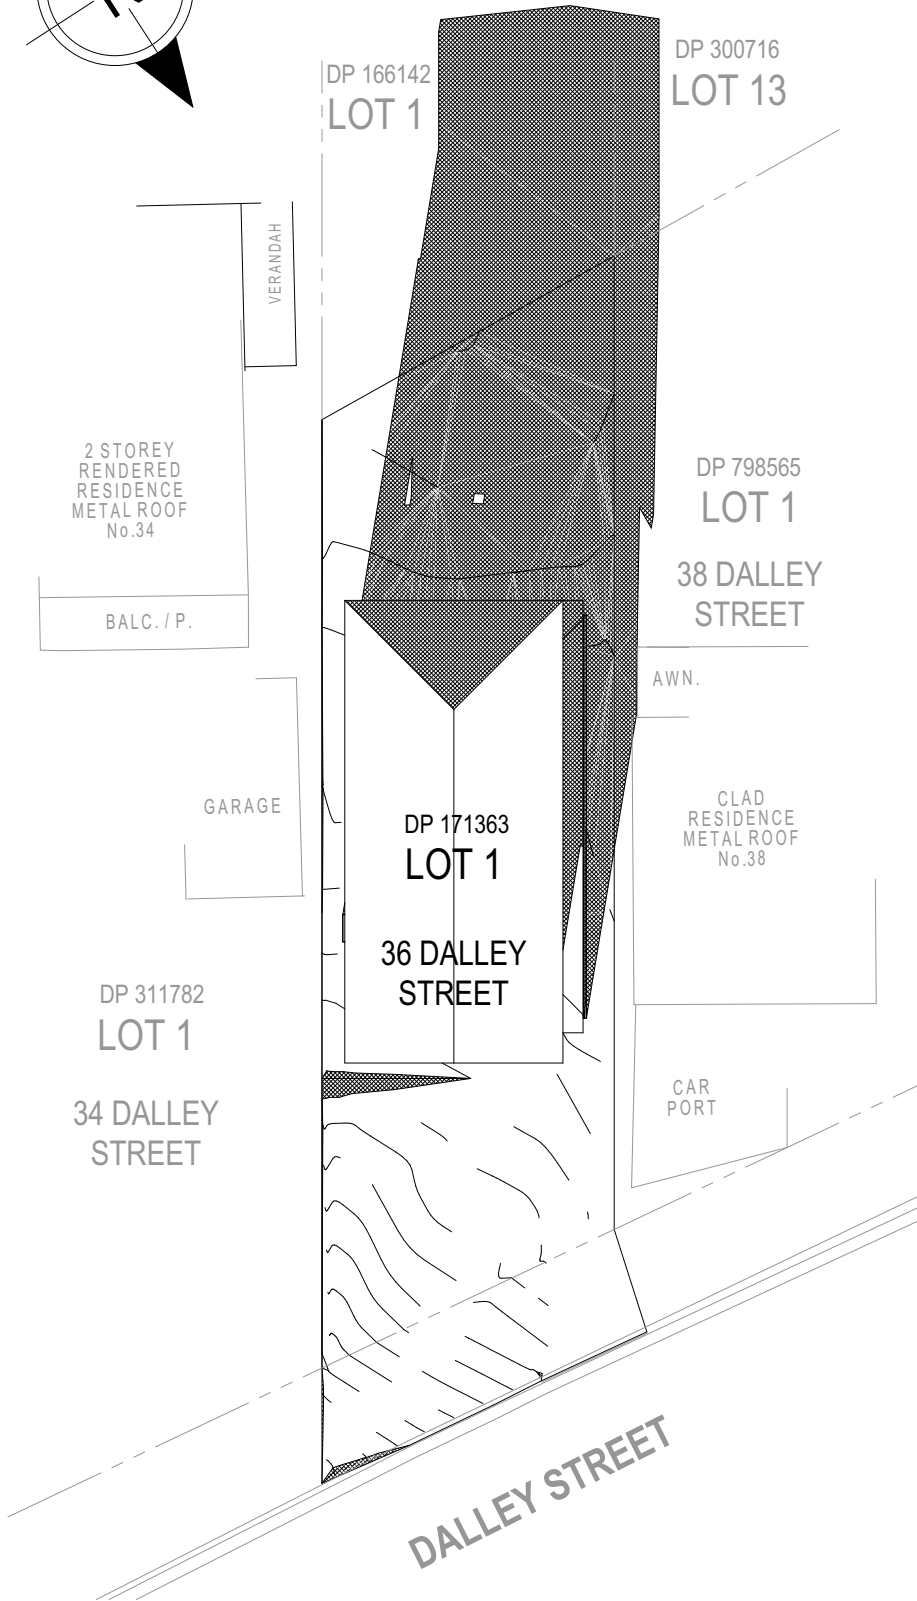 N
DP 166142
LOT 1
DP 300716
LOT 13
VERANDAH
2 STOREY
RENDERED
RESIDENCE
METAL ROOF
No.34
BALC. / P.
DP 798565
LOT 1
38 DALLEY
STREET
AWN.
GARAGE
DP 171363
LOT 1
36 DALLEY
STREET
CLAD
RESIDENCE
METAL ROOF
No.38
DP 311782
LOT 1
34 DALLEY
STREET
CAR
PORT
DALLEY STREET